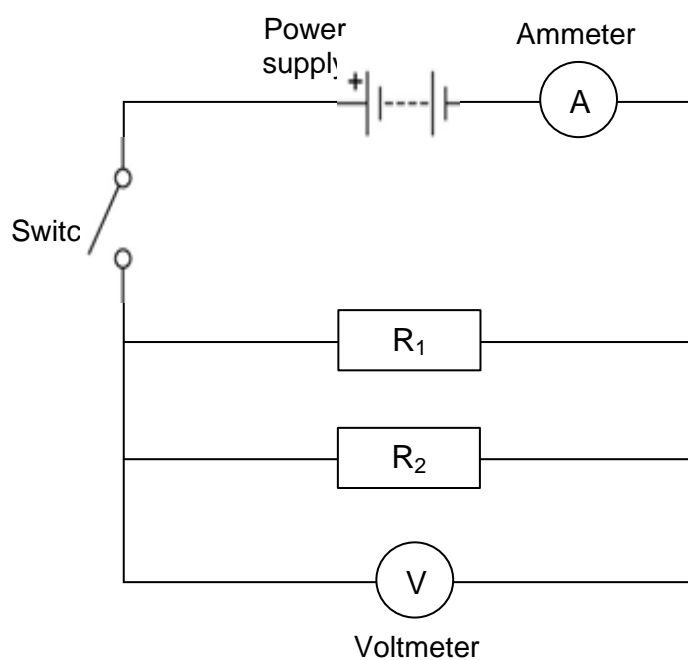 Power
supply
Ammeter
+
A
Switc
R₁
R₂
V
Voltmeter